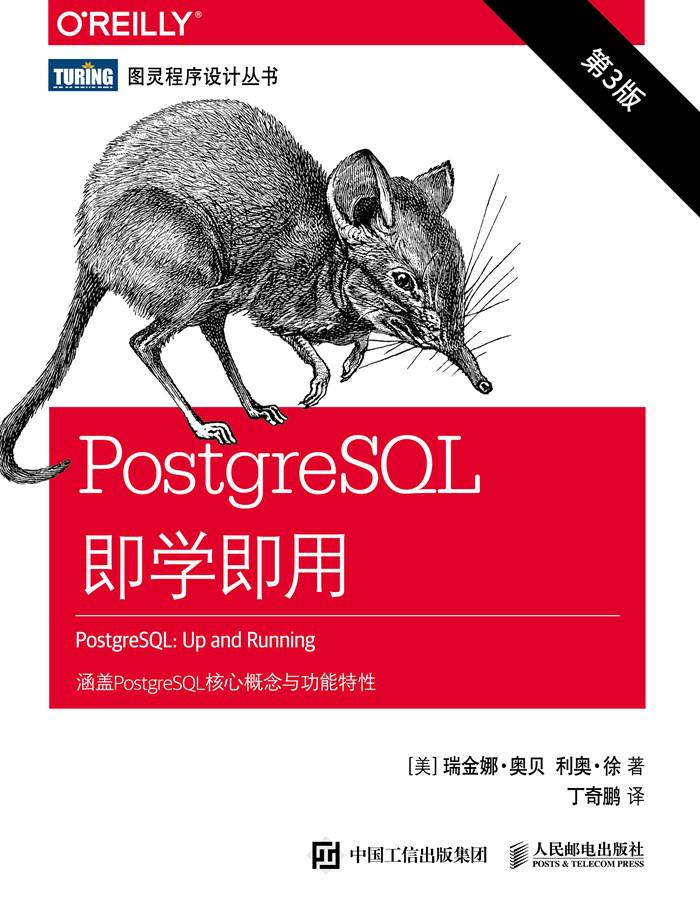 O'REILLY®
TURING 图灵程序设计丛书
第3版
PostgreSQL
即学即用
PostgreSQL: Up and Running
涵盖PostgreSQL核心概念与功能特性
[美] 瑞金娜·奥贝 利奥·徐 著
丁奇鹏 译
中国工信出版集团 人民邮电出版社
POSTS & TELECOM PRESS